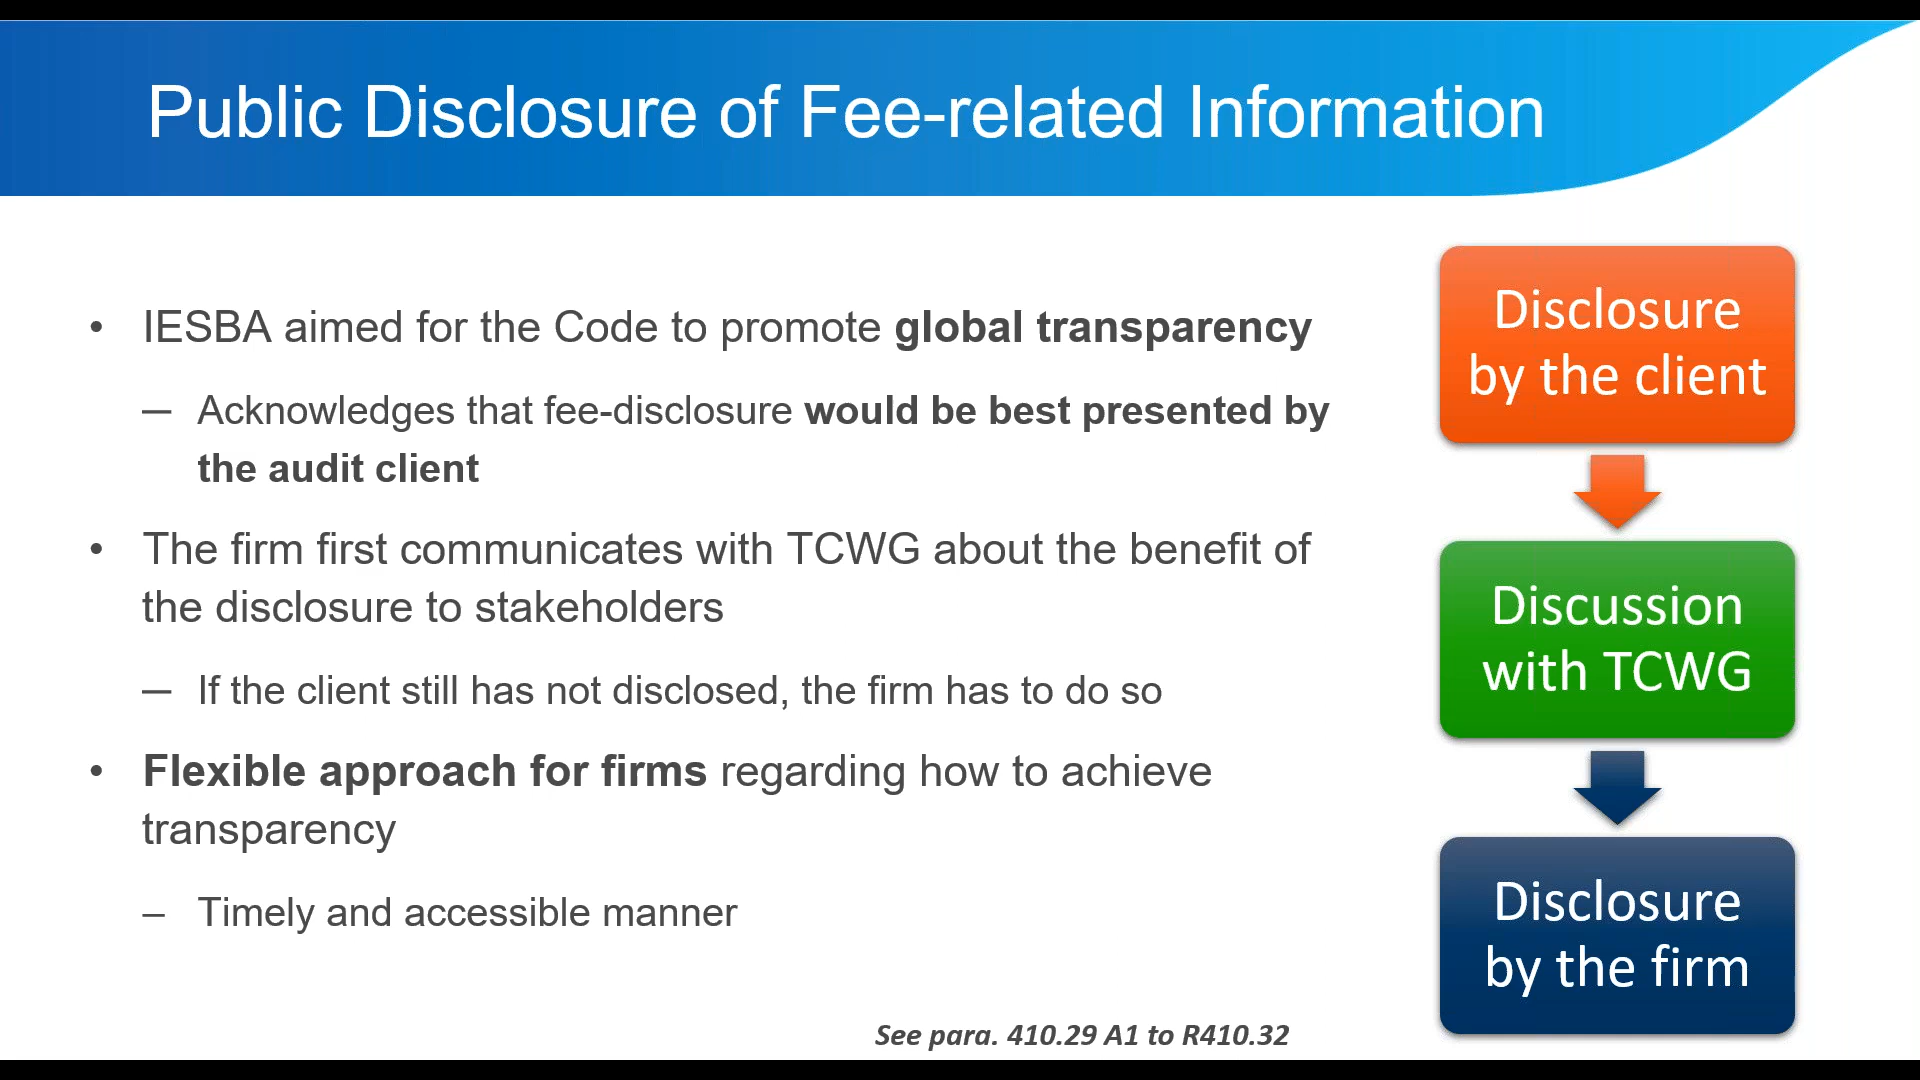 Public Disclosure of Fee-related Information
• IESBA aimed for the Code to promote global transparency
— Acknowledges that fee-disclosure would be best presented by
the audit client
• The firm first communicates with TCWG about the benefit of
the disclosure to stakeholders
— If the client still has not disclosed, the firm has to do so
• Flexible approach for firms regarding how to achieve
transparency
– Timely and accessible manner
See para. 410.29 A1 to R410.32
Disclosure
by the client
Discussion
with TCWG
Disclosure
by the firm